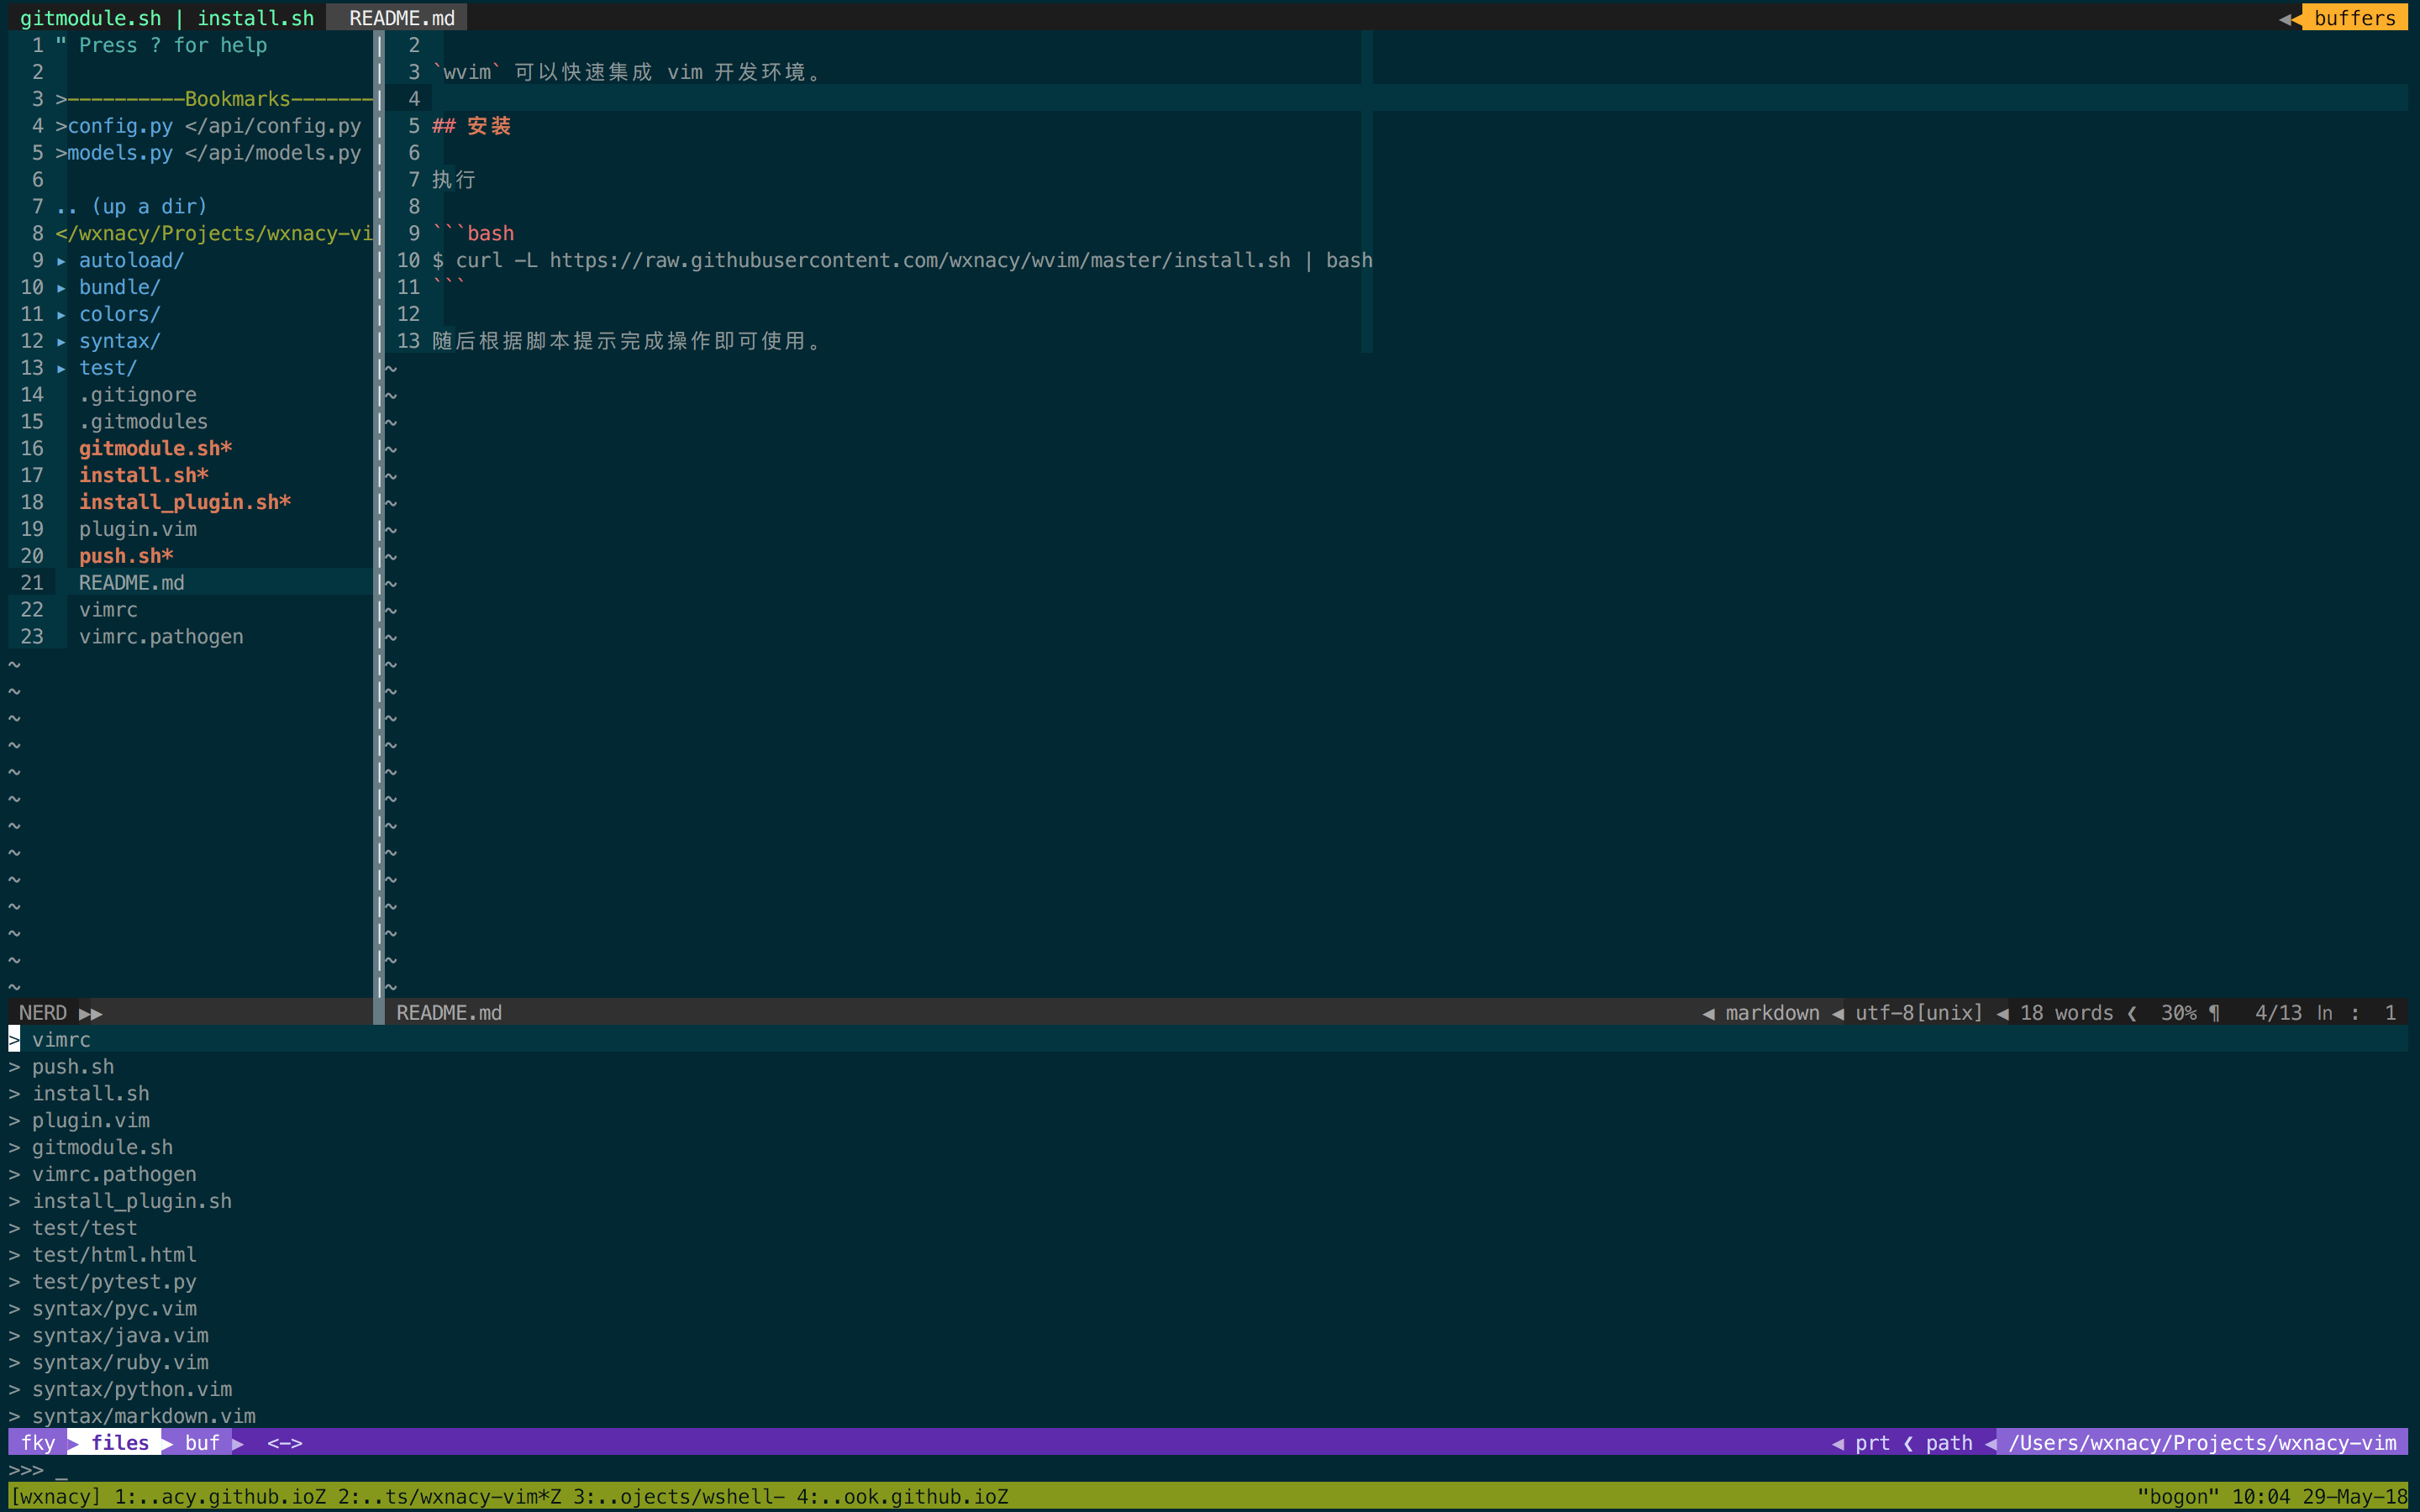 gitmodule.sh | install.sh README.md buffers
1 " Press ? for help
2
3 >----------Bookmarks-------
4 >config.py </api/config.py
5 >models.py </api/models.py
6
7 .. (up a dir)
8 </wxnacy/Projects/wxnacy-vi
9 ▸ autoload/
10 ▸ bundle/
11 ▸ colors/
12 ▸ syntax/
13 ▸ test/
14 .gitignore
15 .gitmodules
16 gitmodule.sh*
17 install.sh*
18 install_plugin.sh*
19 plugin.vim
20 push.sh*
21 README.md
22 vimrc
23 vimrc.pathogen
NERD
2
3 `wvim` 可以快速集成 vim 开发环境。
4
5 ## 安装
6
7 执行
8
9 ```bash
10 $ curl -L https://raw.githubusercontent.com/wxnacy/wvim/master/install.sh | bash
11 ```
12
13 随后根据脚本提示完成操作即可使用。
README.md markdown utf-8[unix] 18 words ❮ 30% ¶ 4/13 ln : 1
> vimrc
> push.sh
> install.sh
> plugin.vim
> gitmodule.sh
> vimrc.pathogen
> install_plugin.sh
> test/test
> test/html.html
> test/pytest.py
> syntax/pyc.vim
> syntax/java.vim
> syntax/ruby.vim
> syntax/python.vim
> syntax/markdown.vim
fky files buf <-> prt ❮ path /Users/wxnacy/Projects/wxnacy-vim
>>> _
[wxnacy] 1:..acy.github.ioZ 2:..ts/wxnacy-vim*Z 3:..ojects/wshell- 4:..ook.github.ioZ "bogon" 10:04 29-May-18